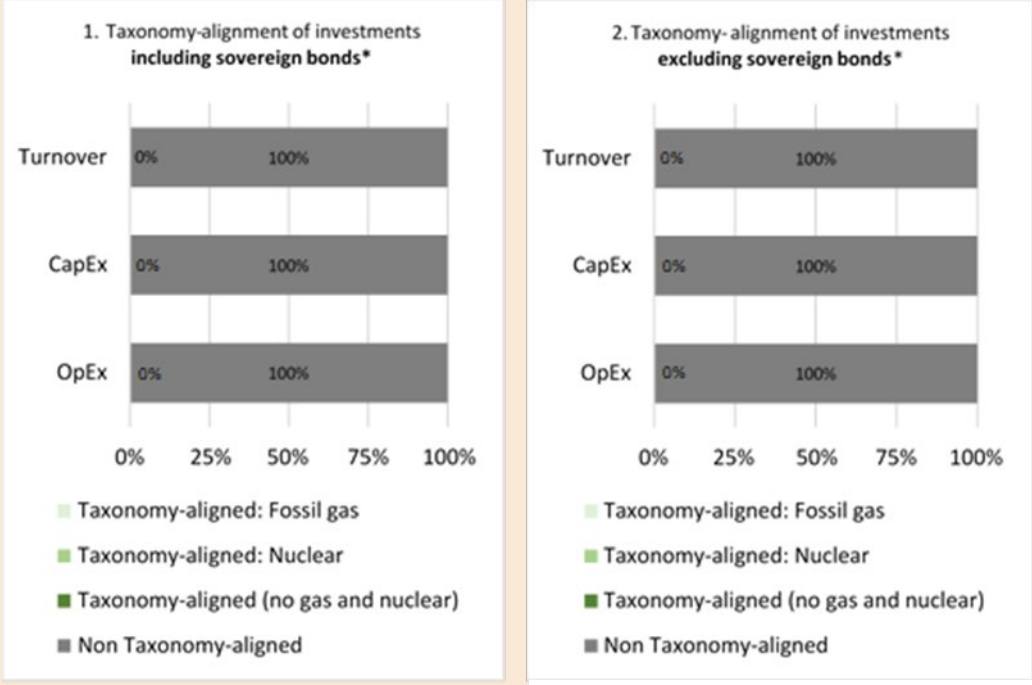 1. Taxonomy-alignment of investments
including sovereign bonds*
Turnover 0% 100%
CapEx 0% 100%
OpEx 0% 100%
0% 25% 50% 75% 100%
Taxonomy-aligned: Fossil gas
Taxonomy-aligned: Nuclear
Taxonomy-aligned (no gas and nuclear)
Non Taxonomy-aligned
2. Taxonomy- alignment of investments
excluding sovereign bonds*
Turnover 0% 100%
CapEx 0% 100%
OpEx 0% 100%
0% 25% 50% 75% 100%
Taxonomy-aligned: Fossil gas
Taxonomy-aligned: Nuclear
Taxonomy-aligned (no gas and nuclear)
Non Taxonomy-aligned